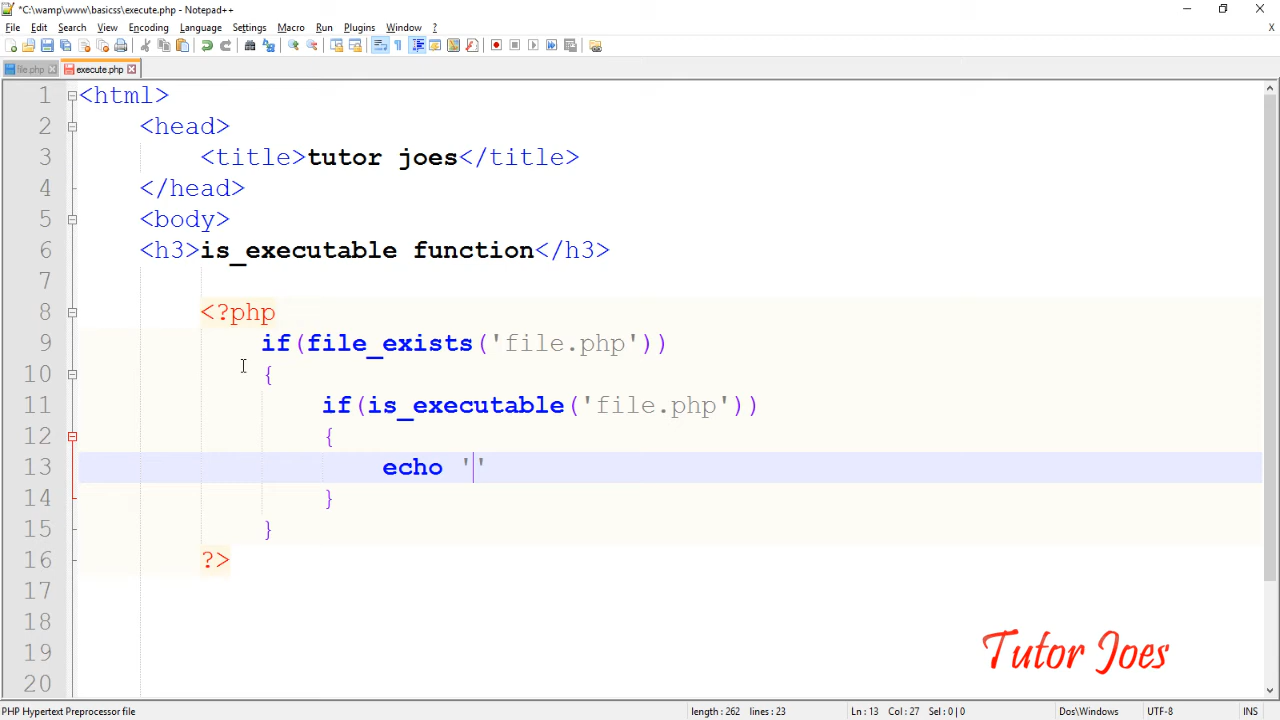 *C:\wamp\www\basicss\execute.php - Notepad++
File Edit Search View Encoding Language Settings Macro Run Plugins Window ?
X
file.php execute.php
1 <html>
2 <head>
3 <title>tutor joes</title>
4 </head>
5 <body>
6 <h3>is_executable function</h3>
7
8 <?php
9 if(file_exists('file.php'))
10 {
11 if(is_executable('file.php'))
12 {
13 echo ''
14 }
15 }
16 ?>
17
18
19
20
Tutor Joes
PHP Hypertext Preprocessor file length : 262 lines : 23 Ln : 13 Col : 27 Sel : 0 | 0 Dos\Windows UTF-8 INS